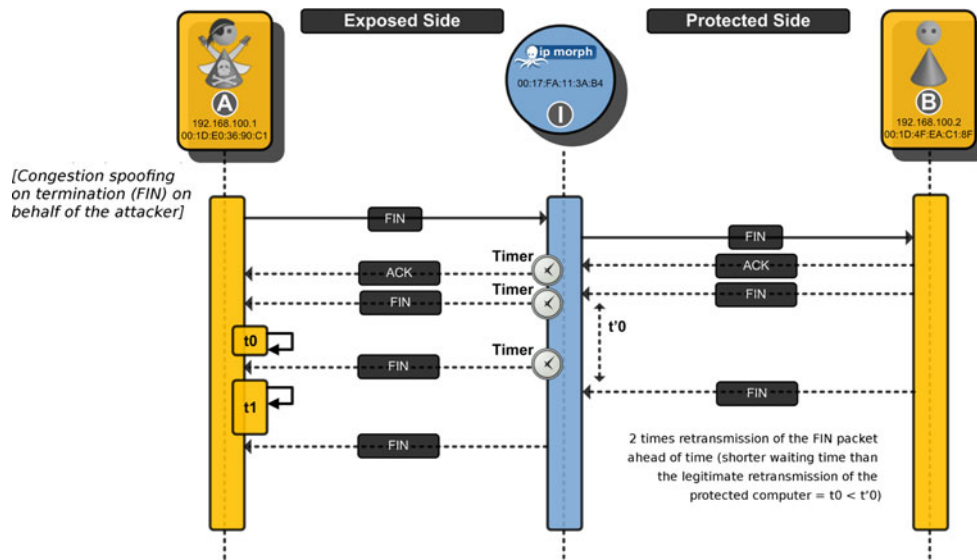 Exposed Side
Protected Side
ip morph
00:17:FA:11:3A:B4
A
I
B
192.168.100.1
00:1D:E0:36:90:C1
192.168.100.2
00:1D:4F:EA:C1:8F
[Congestion spoofing
on termination (FIN) on
behalf of the attacker]
FIN
FIN
Timer
ACK
ACK
Timer
FIN
FIN
t0
t'0
Timer
FIN
t1
FIN
FIN
2 times retransmission of the FIN packet
ahead of time (shorter waiting time than
the legitimate retransmission of the
protected computer = t0 < t'0)